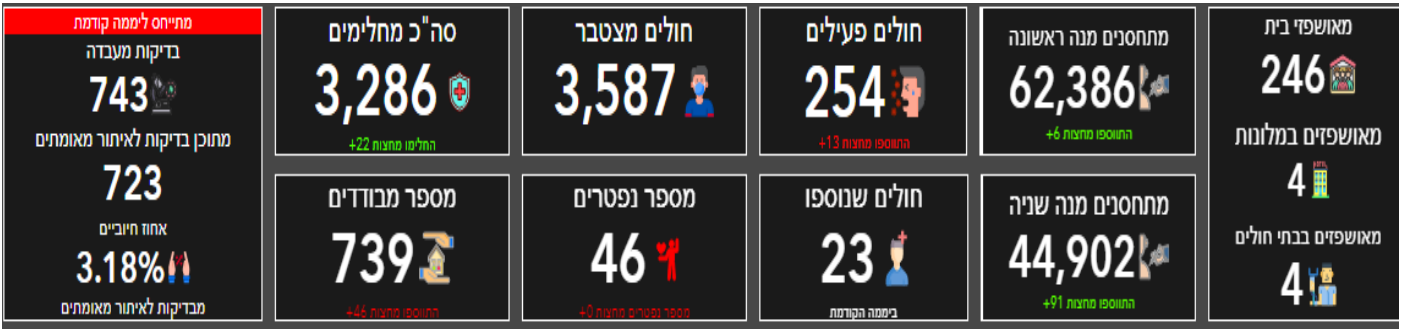 מאושפזי בית
246
מאושפזים במלונות
4
מאושפזים בבתי חולים
4
מתחסנים מנה ראשונה
62,386
התווספו מחצות 6+
מתחסנים מנה שניה
44,902
התווספו מחצות 91+
חולים פעילים
254
התווספו מחצות 13+
חולים שנוספו
23
ביממה הקודמת
חולים מצטבר
3,587
מספר נפטרים
46
מספר נפטרים מחצות 0+
סה"כ מחלימים
3,286
החלימו מחצות 22+
מספר מבודדים
739
התווספו מחצות 46+
מתייחס ליממה קודמת
בדיקות מעבדה
743
מתוכן בדיקות לאיתור מאומתים
723
אחוז חיוביים
3.18%
מבדיקות לאיתור מאומתים